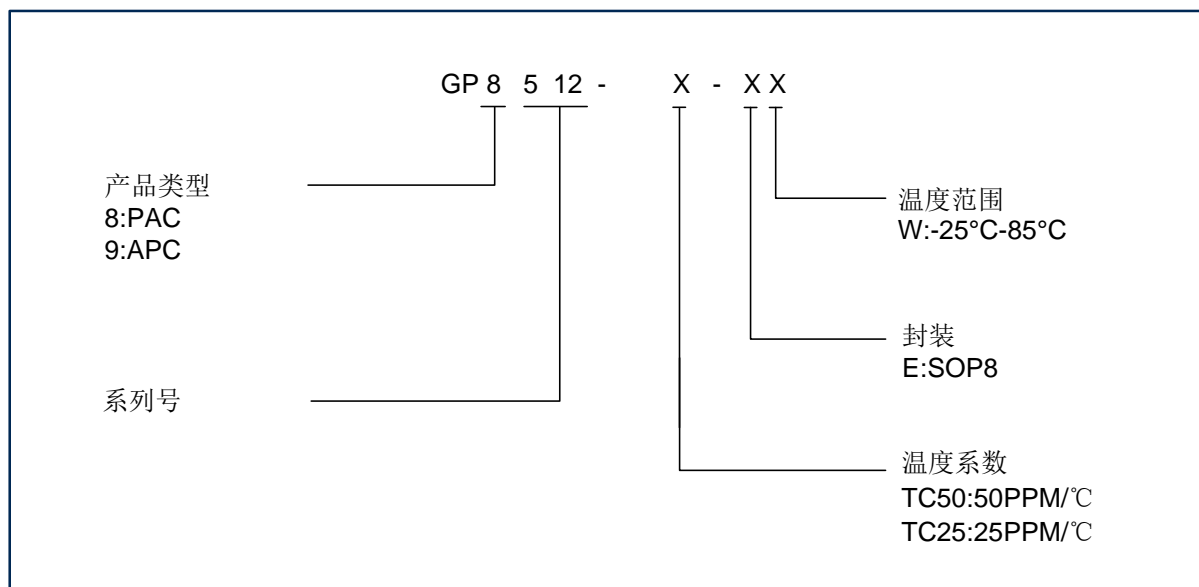 GP 8 5 12 - X - X X
产品类型
8:PAC
9:APC
温度范围
W:-25°C-85°C
封装
E:SOP8
系列号
温度系数
TC50:50PPM/℃
TC25:25PPM/℃